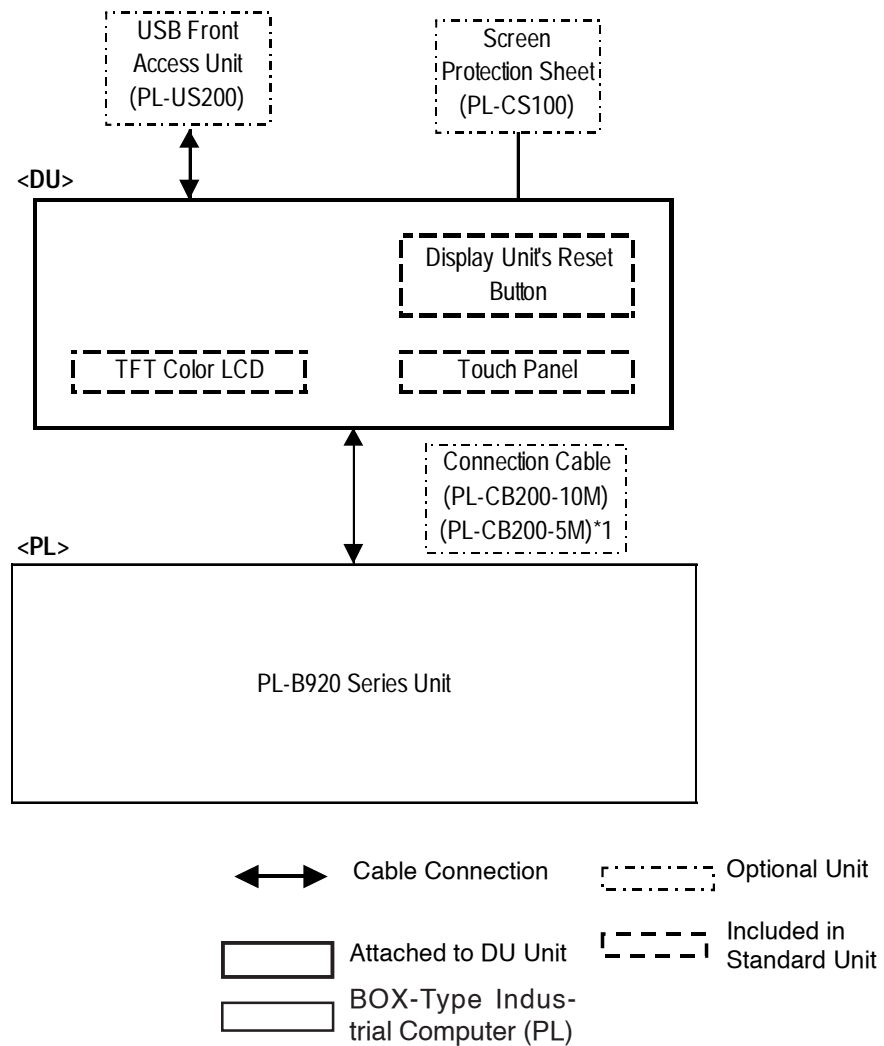 USB Front
Access Unit
(PL-US200)
Screen
Protection Sheet
(PL-CS100)
<DU>
Display Unit's Reset
Button
TFT Color LCD
Touch Panel
Connection Cable
(PL-CB200-10M)
(PL-CB200-5M)*1
<PL>
PL-B920 Series Unit
Cable Connection
Optional Unit
Attached to DU Unit
Included in
Standard Unit
BOX-Type Indus-
trial Computer (PL)